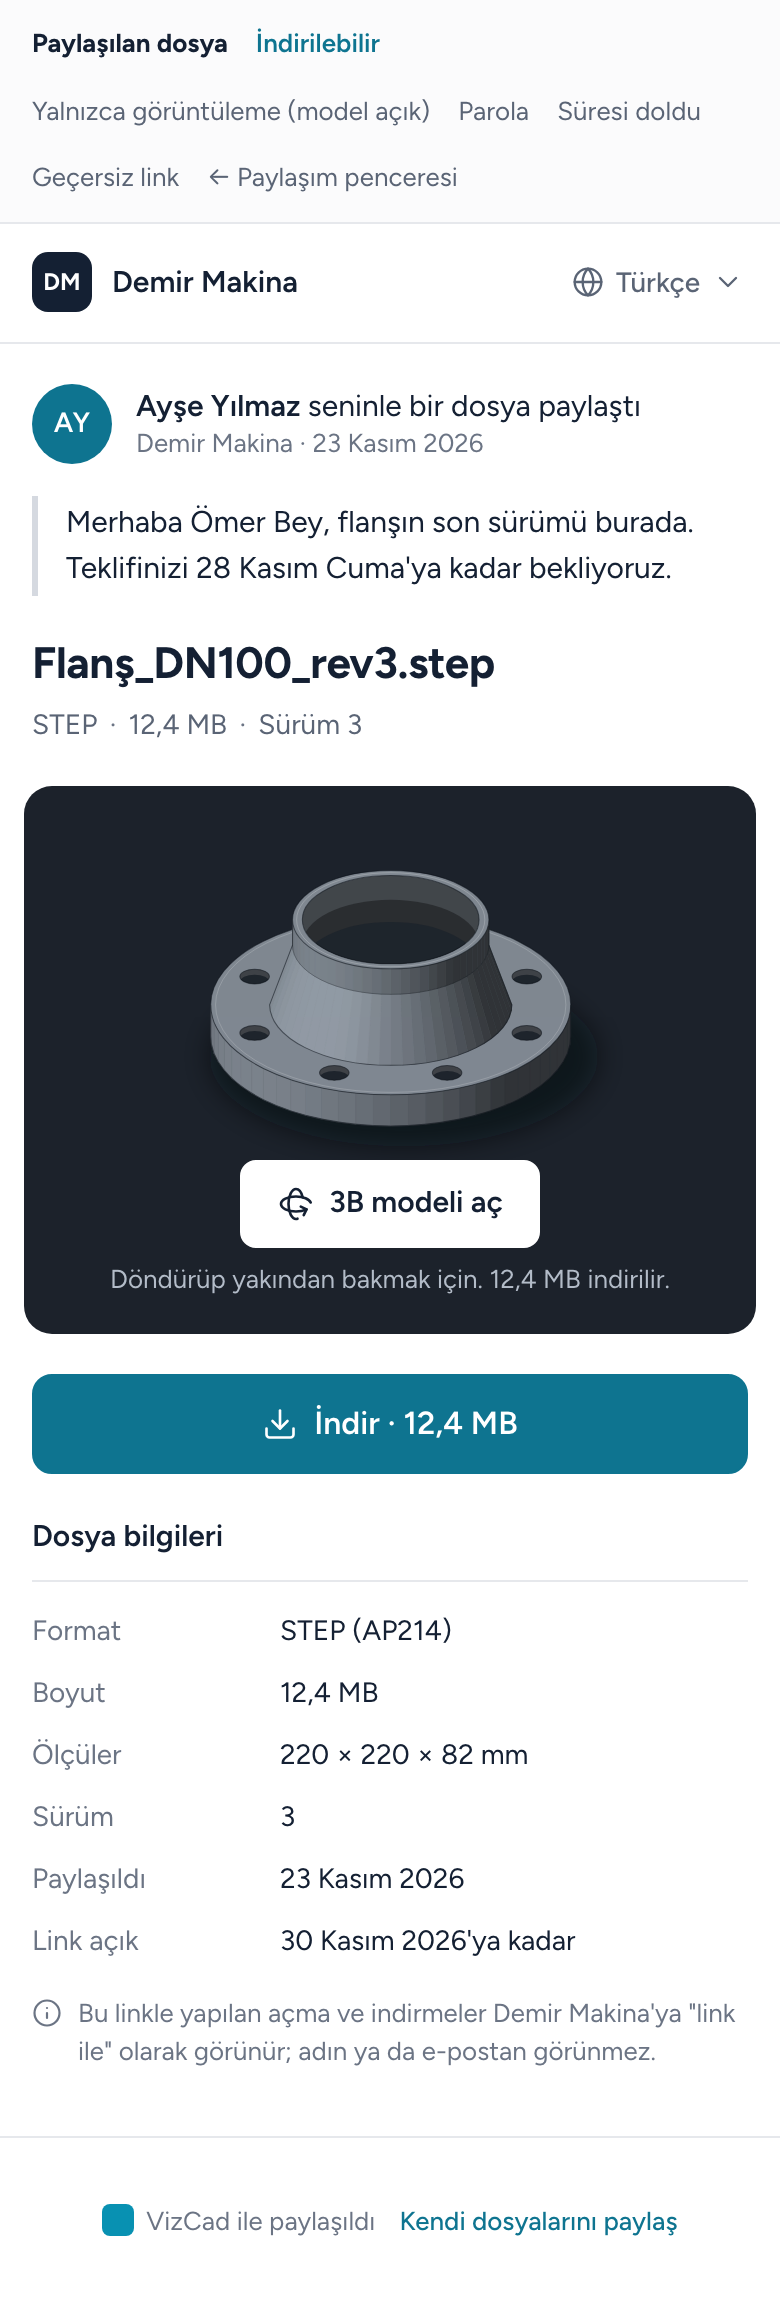 Paylaşılan dosya İndirilebilir
Yalnızca görüntüleme (model açık) Parola Süresi doldu
Geçersiz link ← Paylaşım penceresi
DM Demir Makina Türkçe
AY Ayşe Yılmaz seninle bir dosya paylaştı
Demir Makina · 23 Kasım 2026
Merhaba Ömer Bey, flanşın son sürümü burada.
Teklifinizi 28 Kasım Cuma'ya kadar bekliyoruz.
Flanş_DN100_rev3.step
STEP · 12,4 MB · Sürüm 3
3B modeli aç
Döndürüp yakından bakmak için. 12,4 MB indirilir.
İndir · 12,4 MB
Dosya bilgileri
Format STEP (AP214)
Boyut 12,4 MB
Ölçüler 220 × 220 × 82 mm
Sürüm 3
Paylaşıldı 23 Kasım 2026
Link açık 30 Kasım 2026'ya kadar
Bu linkle yapılan açma ve indirmeler Demir Makina'ya "link
ile" olarak görünür; adın ya da e-postan görünmez.
VizCad ile paylaşıldı Kendi dosyalarını paylaş